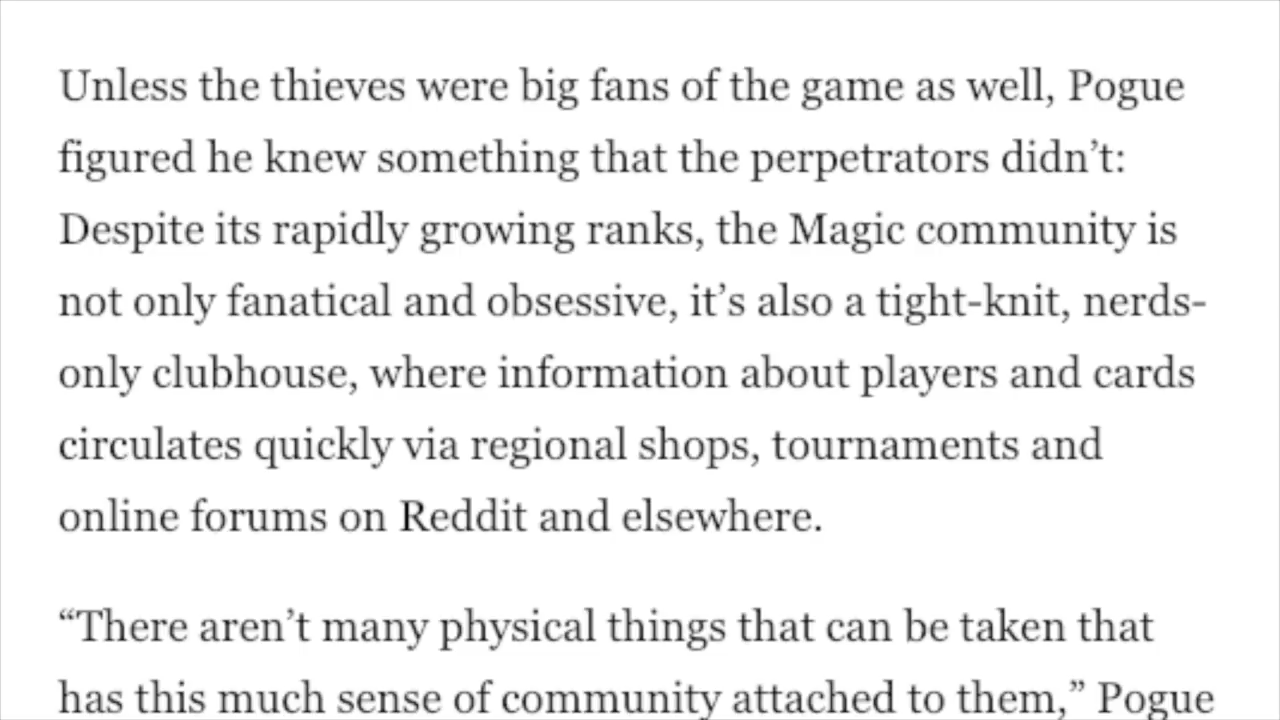 Unless the thieves were big fans of the game as well, Pogue
figured he knew something that the perpetrators didn’t:
Despite its rapidly growing ranks, the Magic community is
not only fanatical and obsessive, it’s also a tight-knit, nerds-
only clubhouse, where information about players and cards
circulates quickly via regional shops, tournaments and
online forums on Reddit and elsewhere.
“There aren’t many physical things that can be taken that
has this much sense of community attached to them,” Pogue